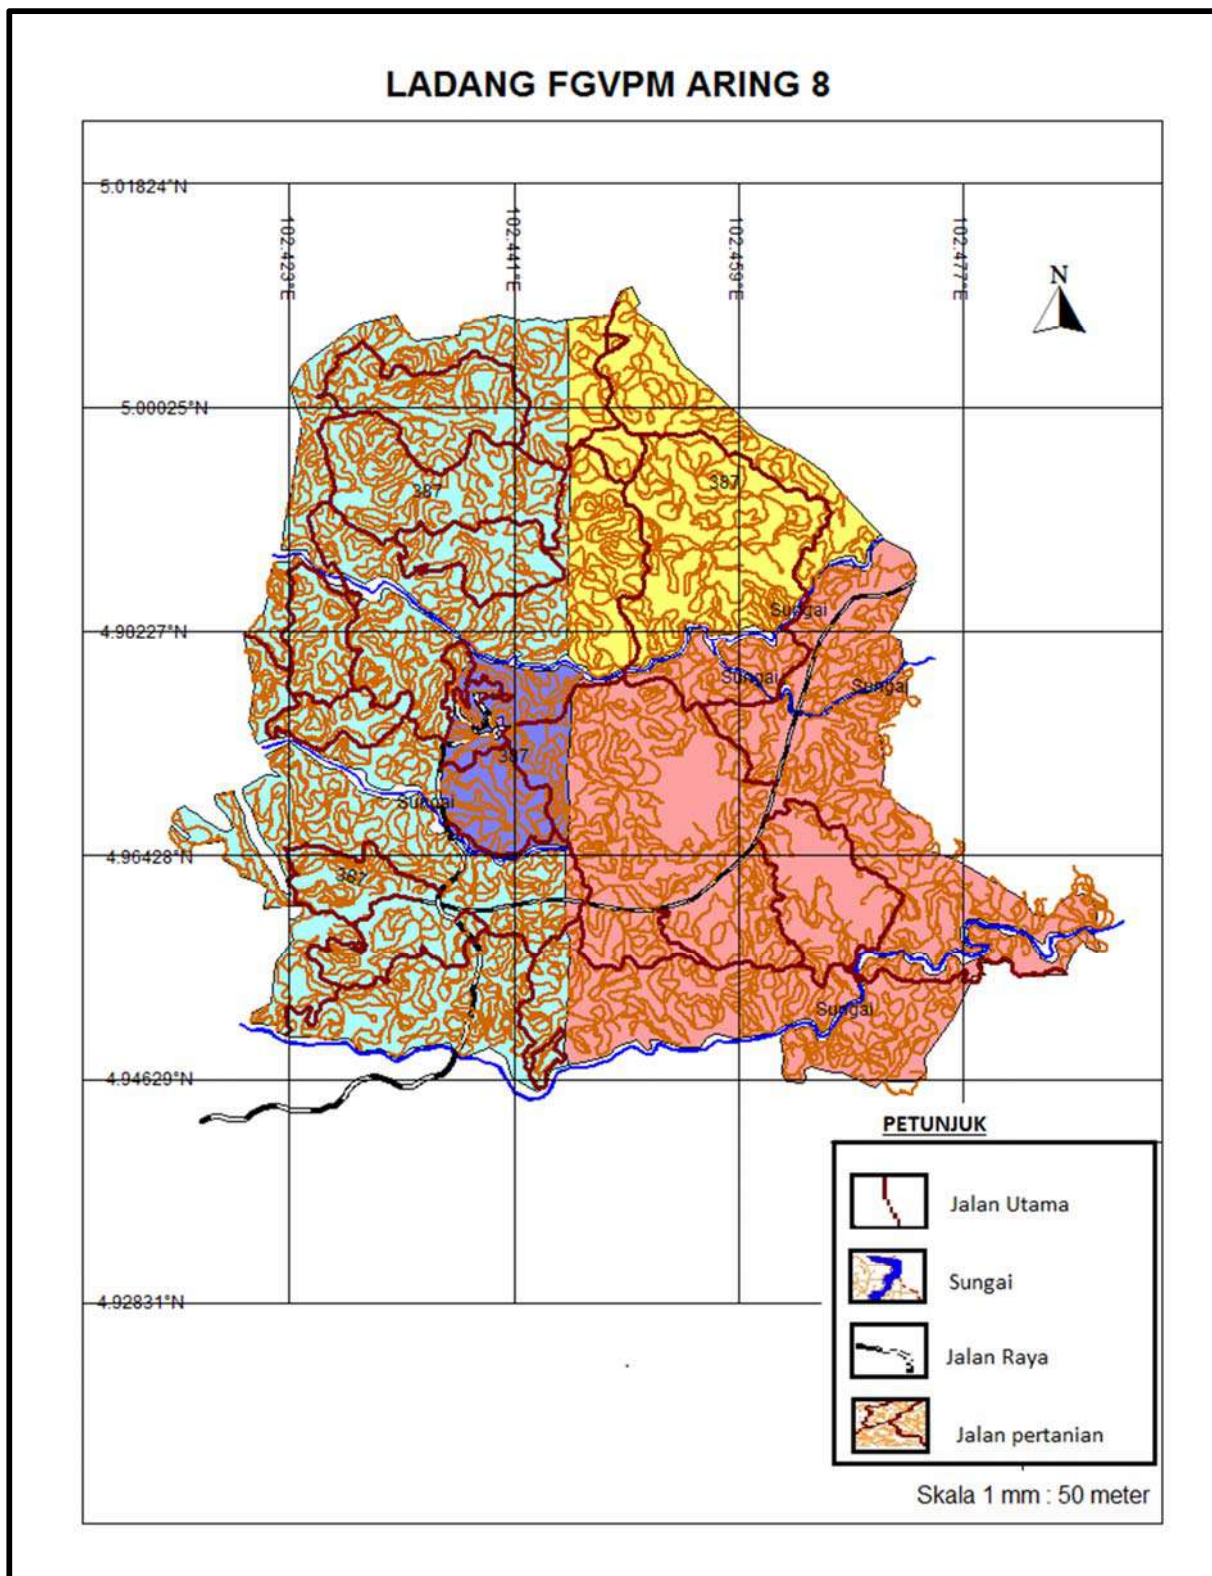 LADANG FGVPM ARING 8
5.01824°N
102.423°E
102.441°E
102.459°E
102.477°E
N
5.00025°N
387
387
Sungai
4.98227°N
Sungai
Sungai
387
Sungai
4.96428°N
387
Sungai
4.94629°N
PETUNJUK
Jalan Utama
Sungai
4.92831°N
Jalan Raya
Jalan pertanian
Skala 1 mm : 50 meter